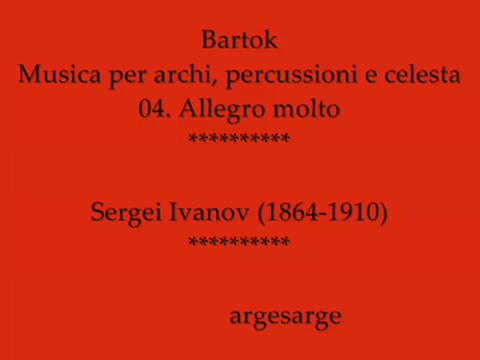 Bartok
Musica per archi, percussioni e celesta
04. Allegro molto
**********
Sergei Ivanov (1864-1910)
**********
argesarge